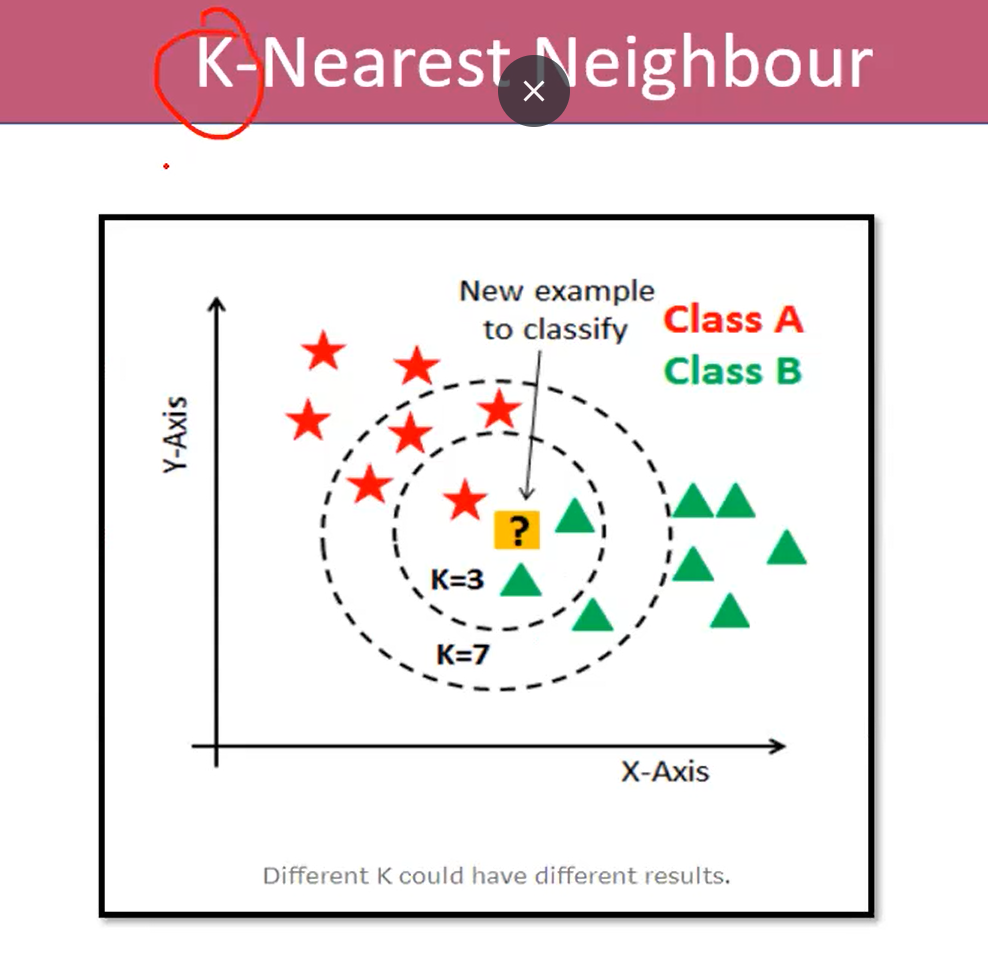 K-Nearest Neighbour
New example
to classify
Class A
Class B
Y-Axis
?
K=3
K=7
X-Axis
Different K could have different results.